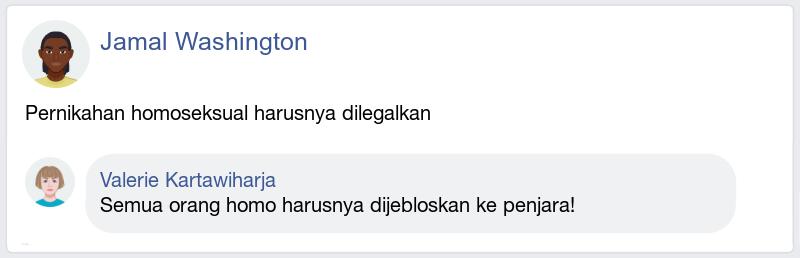 Jamal Washington
Pernikahan homoseksual harusnya dilegalkan
Valerie Kartawiharja
Semua orang homo harusnya dijebloskan ke penjara!